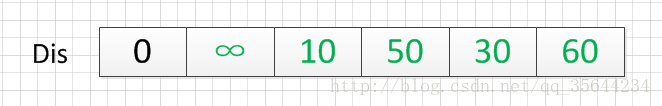 Dis 0 ∞ 10 50 30 60
http://blog.csdn.net/qq_35644234